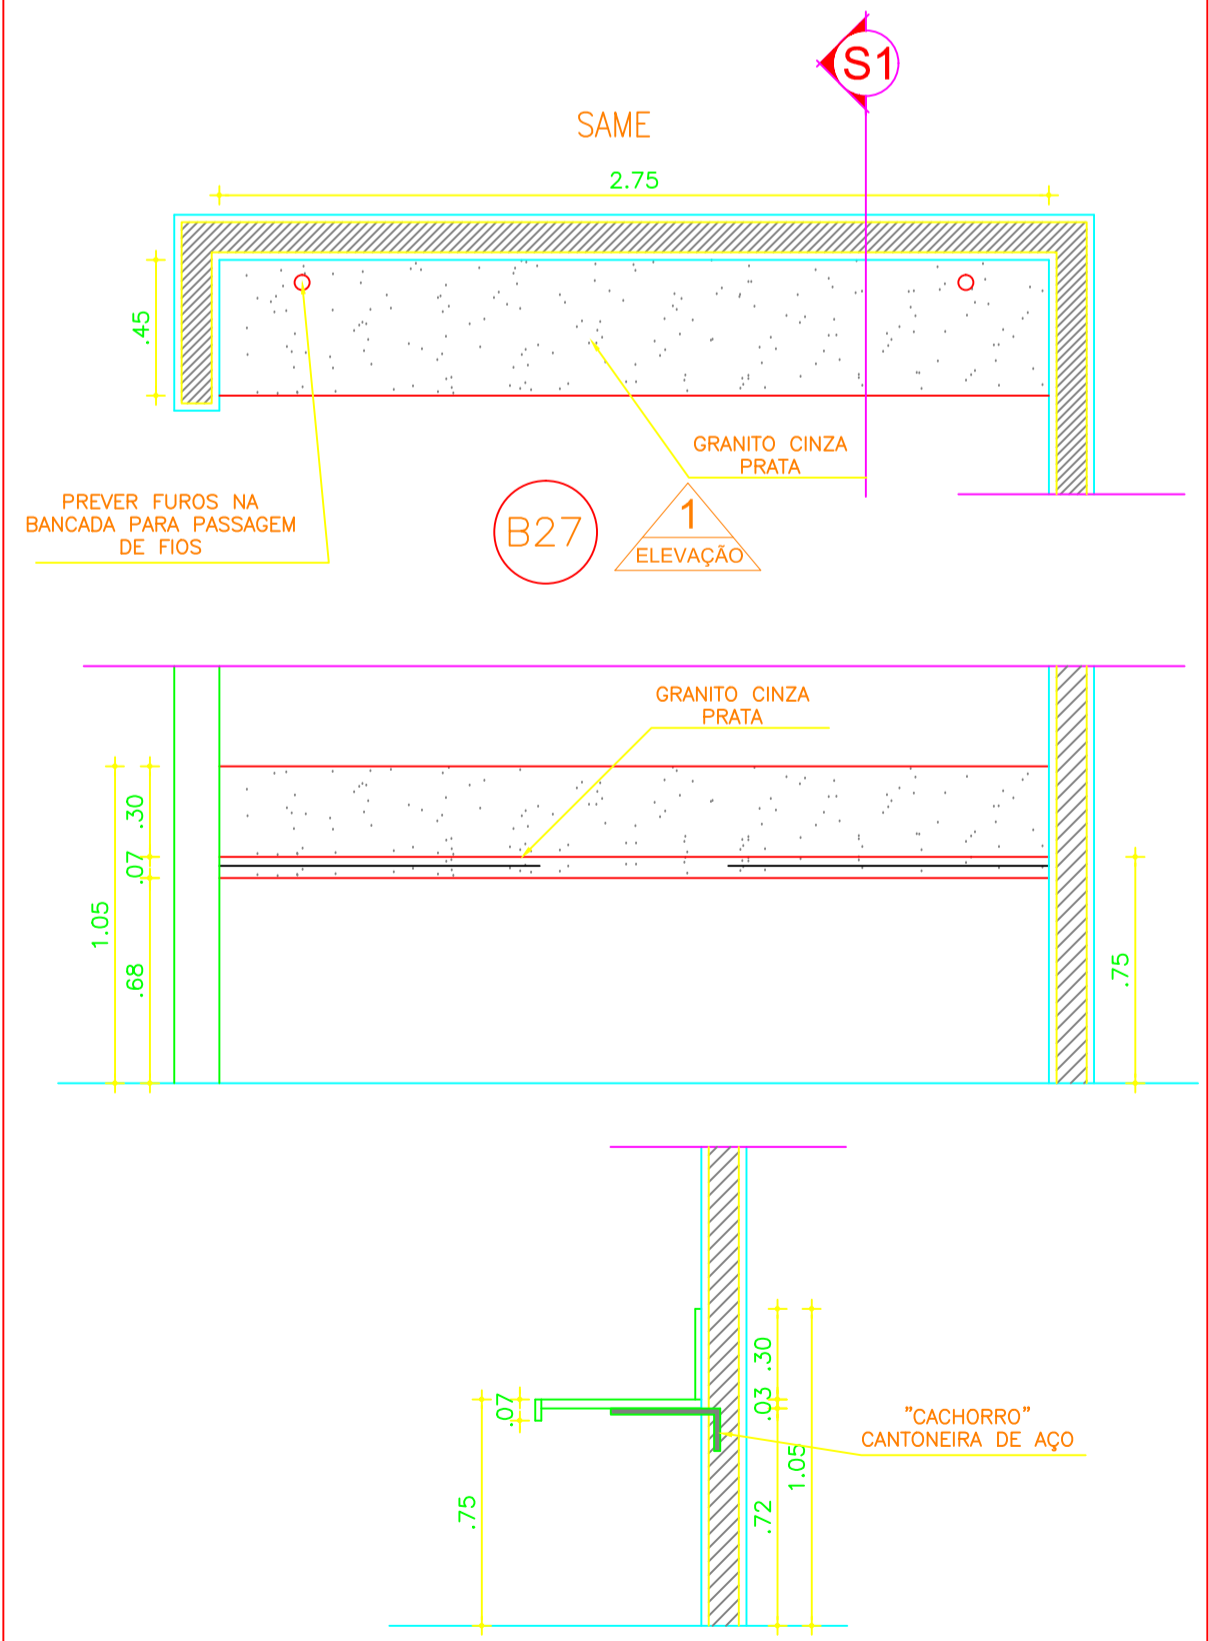 S1
SAME
2.75
.45
GRANITO CINZA
PRATA
PREVER FUROS NA
BANCADA PARA PASSAGEM
DE FIOS
B27
1
ELEVAÇÃO
GRANITO CINZA
PRATA
.30
.07
1.05
.68
.75
.30
.03
.07
"CACHORRO"
CANTONEIRA DE AÇO
1.05
.75
.72